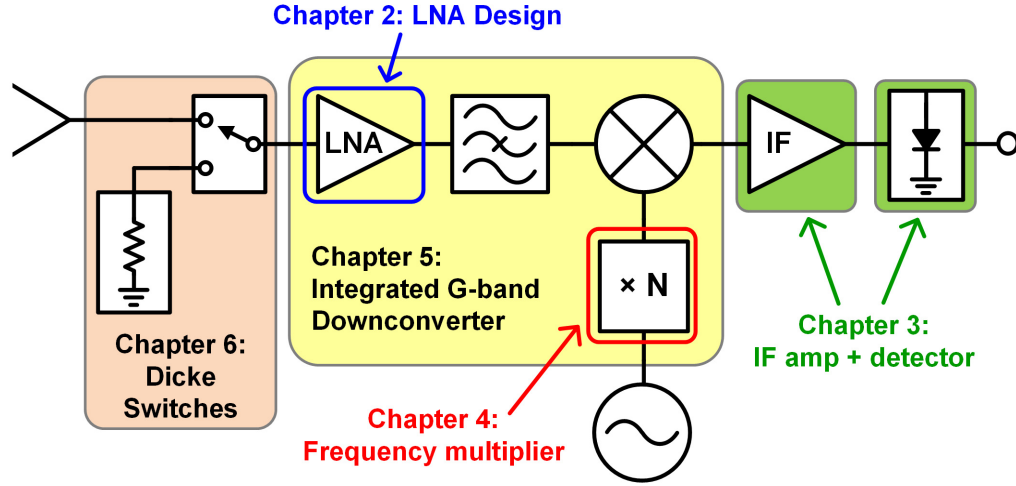 Chapter 2: LNA Design
LNA
IF
× N
Chapter 5:
Integrated G-band
Downconverter
Chapter 6:
Dicke
Switches
Chapter 3:
IF amp + detector
Chapter 4:
Frequency multiplier